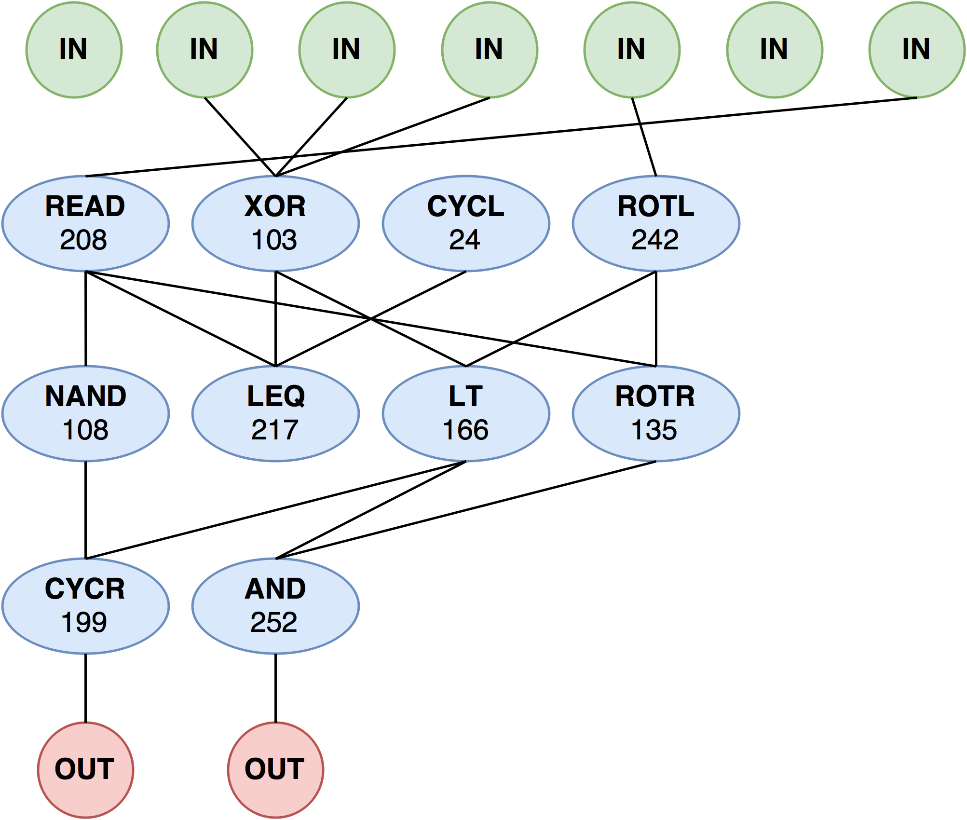 IN IN IN IN IN IN IN
READ XOR CYCL ROTL
208 103 24 242
NAND LEQ LT ROTR
108 217 166 135
CYCR AND
199 252
OUT OUT